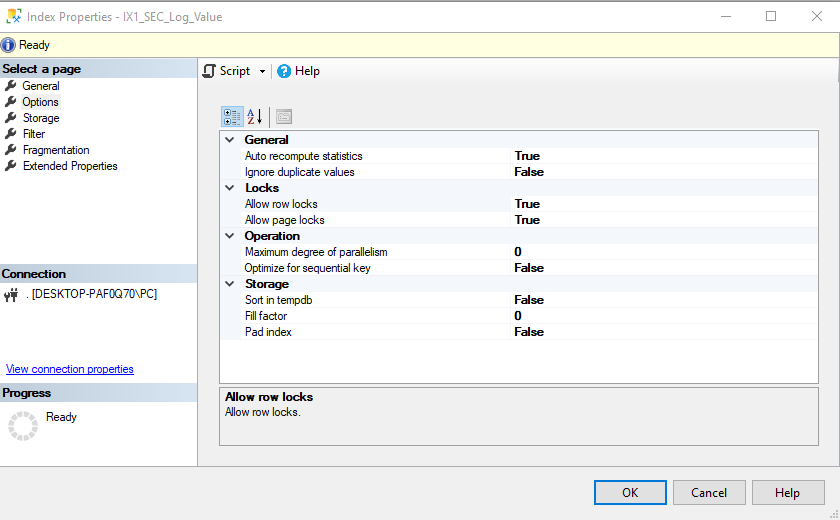 Index Properties - IX1_SEC_Log_Value
Ready
Select a page
General
Options
Storage
Filter
Fragmentation
Extended Properties
Connection
. [DESKTOP-PAF0Q70\PC]
View connection properties
Progress
Ready
Script
Help
General
Auto recompute statistics True
Ignore duplicate values False
Locks
Allow row locks True
Allow page locks True
Operation
Maximum degree of parallelism 0
Optimize for sequential key False
Storage
Sort in tempdb False
Fill factor 0
Pad index False
Allow row locks
Allow row locks.
OK Cancel Help